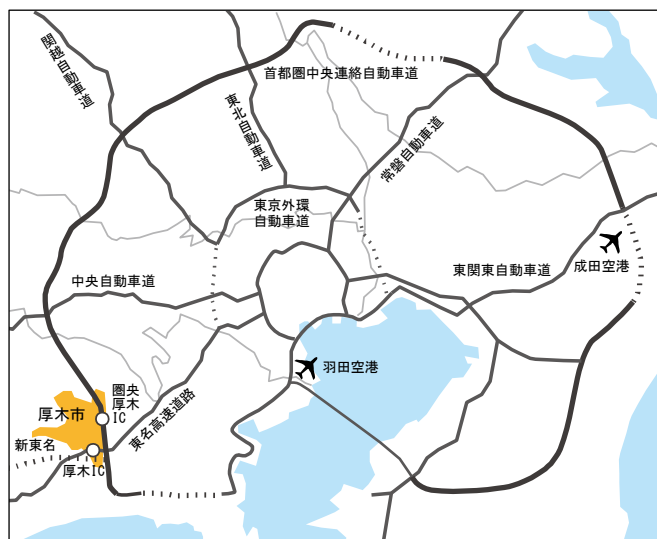 関越自動車道
首都圏中央連絡自動車道
東北自動車道
常磐自動車道
東京外環
自動車道
成田空港
東関東自動車道
中央自動車道
羽田空港
圏央
厚木
IC
厚木市
東名高速道路
新東名
厚木IC